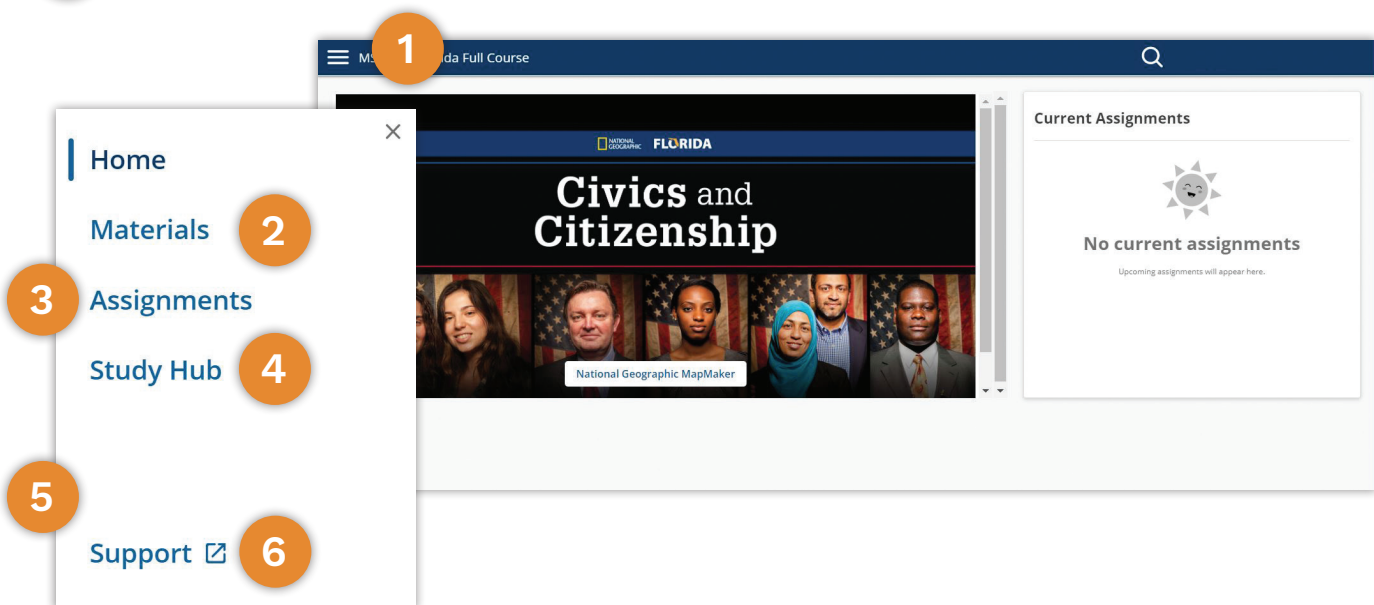 1
M da Full Course
Current Assignments
NATIONAL GEOGRAPHIC FLORIDA
Civics and
Citizenship
National Geographic MapMaker
No current assignments
Upcoming assignments will appear here.
Home
Materials 2
3 Assignments
Study Hub 4
5
Support 6